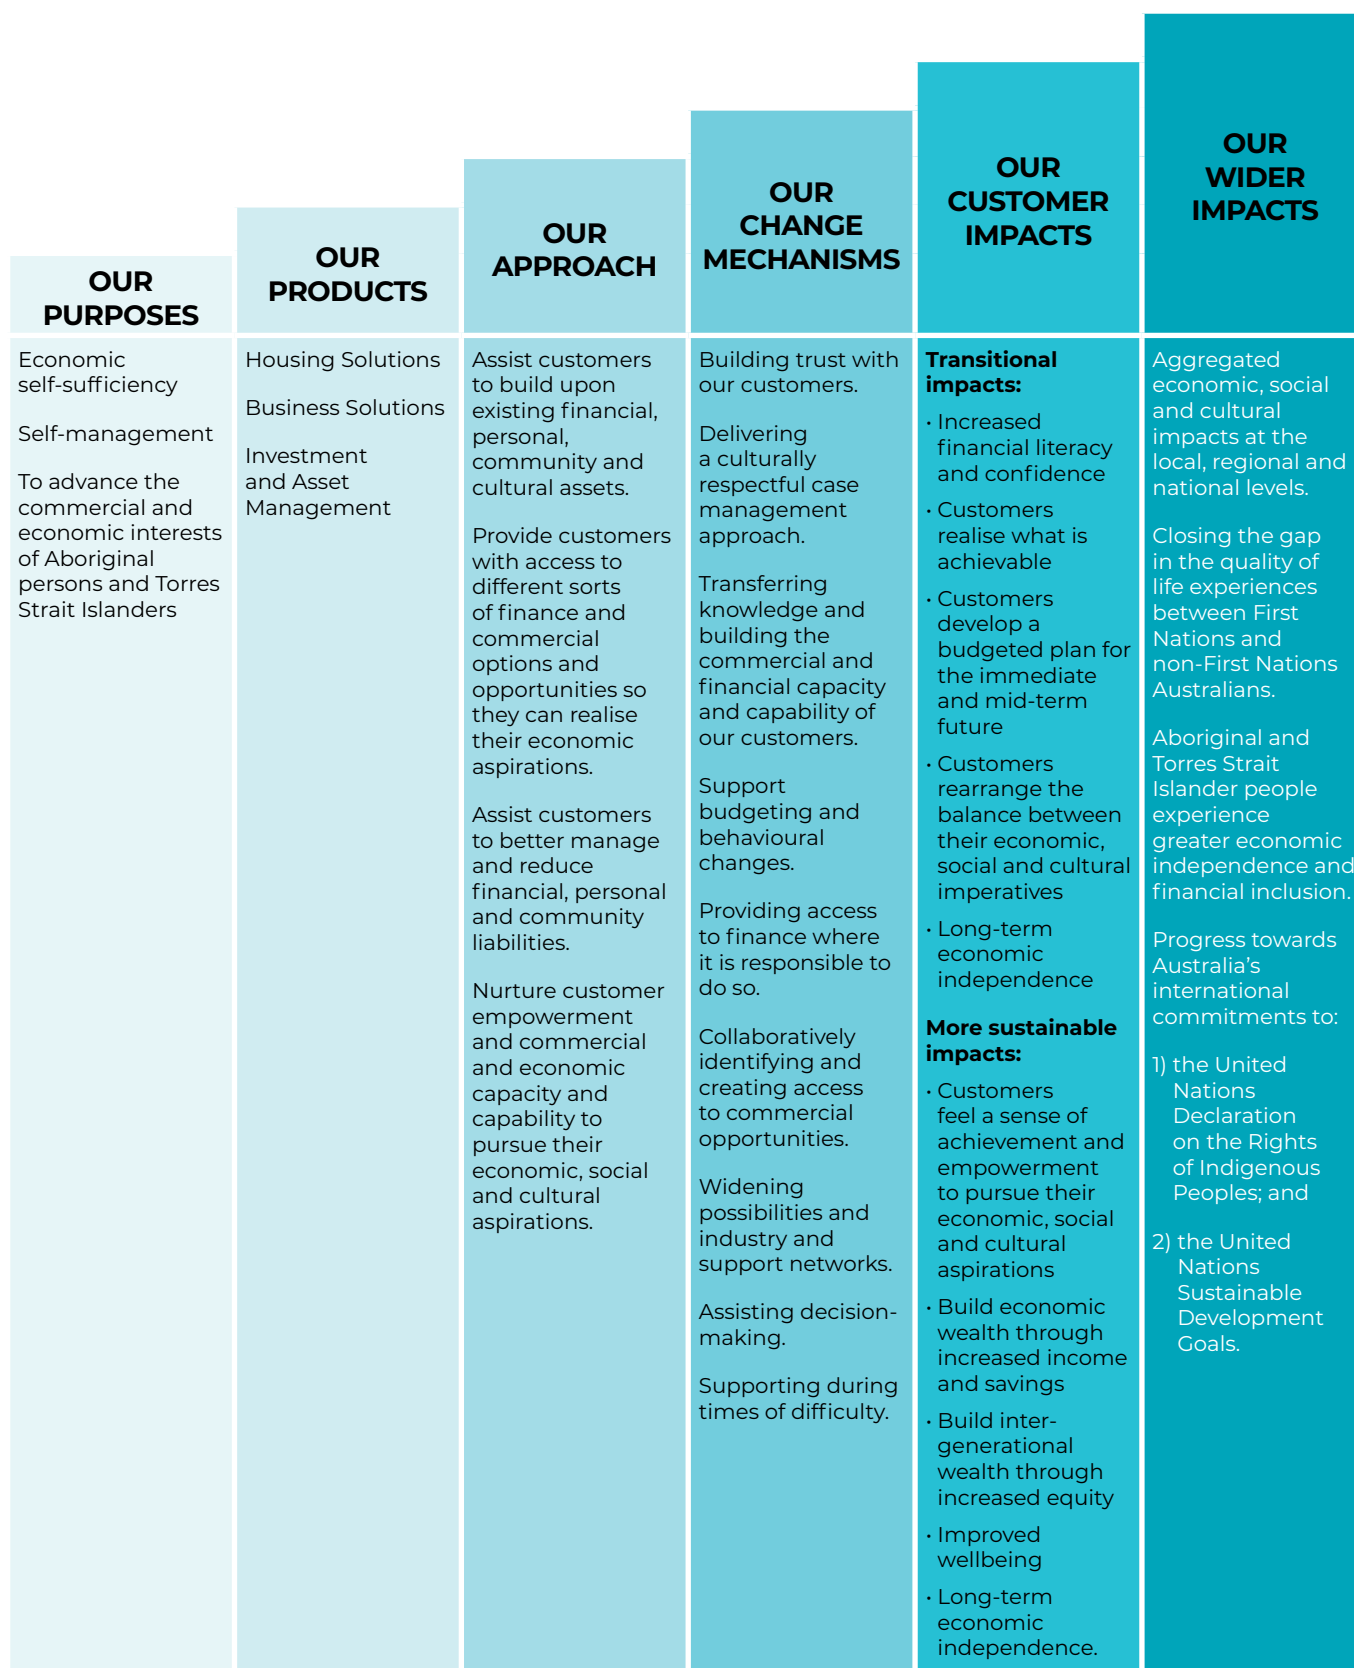 OUR
PURPOSES
Economic
self-sufficiency
Self-management
To advance the
commercial and
economic interests
of Aboriginal
persons and Torres
Strait Islanders
OUR
PRODUCTS
Housing Solutions
Business Solutions
Investment
and Asset
Management
OUR
APPROACH
Assist customers
to build upon
existing financial,
personal,
community and
cultural assets.
Provide customers
with access to
different sorts
of finance and
commercial
options and
opportunities so
they can realise
their economic
aspirations.
Assist customers
to better manage
and reduce
financial, personal
and community
liabilities.
Nurture customer
empowerment
and commercial
and economic
capacity and
capability to
pursue their
economic, social
and cultural
aspirations.
OUR
CHANGE
MECHANISMS
Building trust with
our customers.
Delivering
a culturally
respectful case
management
approach.
Transferring
knowledge and
building the
commercial and
financial capacity
and capability of
our customers.
Support
budgeting and
behavioural
changes.
Providing access
to finance where
it is responsible to
do so.
Collaboratively
identifying and
creating access
to commercial
opportunities.
Widening
possibilities and
industry and
support networks.
Assisting decision-
making.
Supporting during
times of difficulty.
OUR
CUSTOMER
IMPACTS
Transitional
impacts:
• Increased
financial literacy
and confidence
• Customers
realise what is
achievable
• Customers
develop a
budgeted plan for
the immediate
and mid-term
future
• Customers
rearrange the
balance between
their economic,
social and cultural
imperatives
• Long-term
economic
independence
More sustainable
impacts:
• Customers
feel a sense of
achievement and
empowerment
to pursue their
economic, social
and cultural
aspirations
• Build economic
wealth through
increased income
and savings
• Build inter-
generational
wealth through
increased equity
• Improved
wellbeing
• Long-term
economic
independence.
OUR
WIDER
IMPACTS
Aggregated
economic, social
and cultural
impacts at the
local, regional and
national levels.
Closing the gap
in the quality of
life experiences
between First
Nations and
non-First Nations
Australians.
Aboriginal and
Torres Strait
Islander people
experience
greater economic
independence and
financial inclusion.
Progress towards
Australia's
international
commitments to:
1) the United
Nations
Declaration
on the Rights
of Indigenous
Peoples; and
2) the United
Nations
Sustainable
Development
Goals.